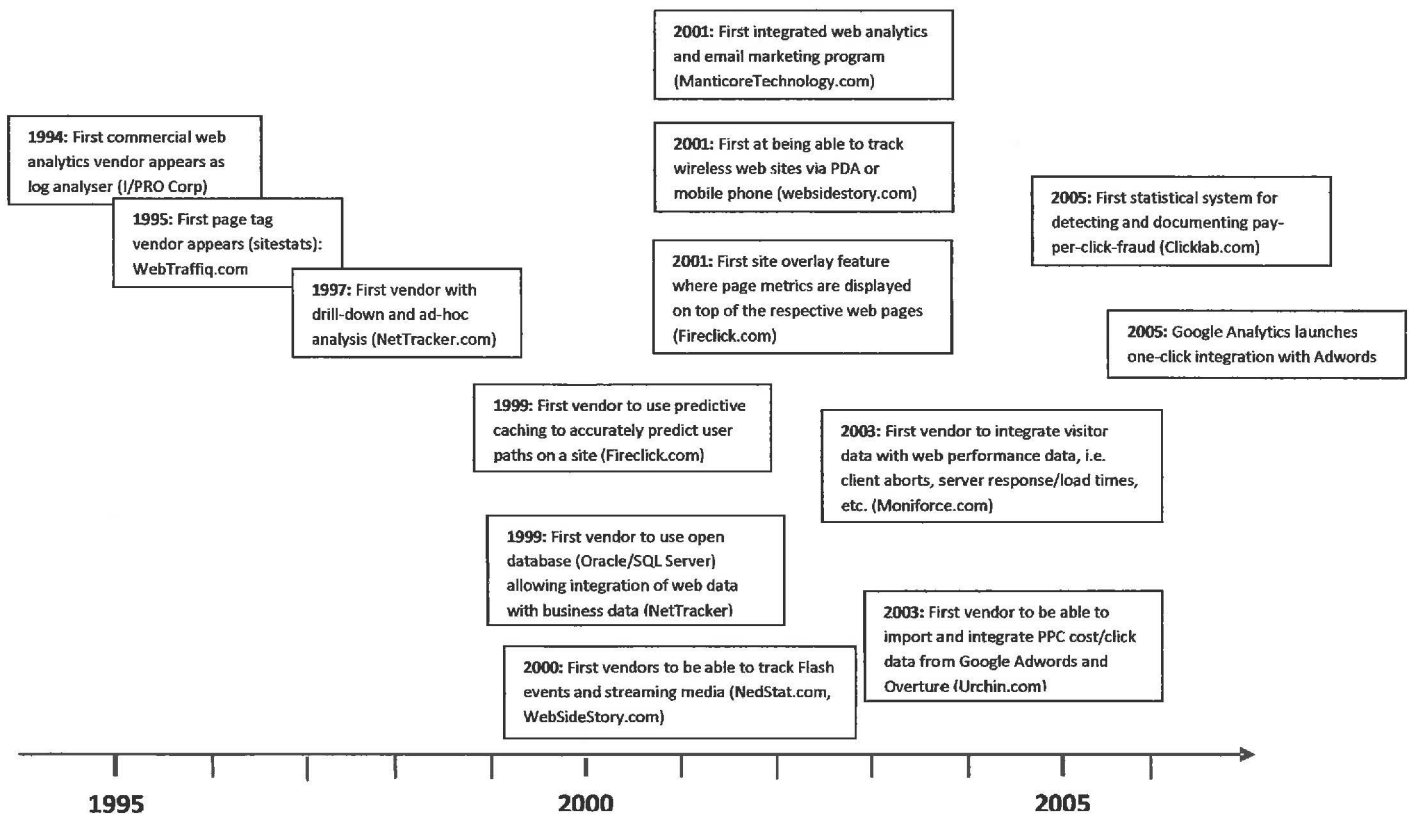 2001: First integrated web analytics
and email marketing program
(ManticoreTechnology.com)
1994: First commercial web
analytics vendor appears as
log analyser (I/PRO Corp)
2001: First at being able to track
wireless web sites via PDA or
mobile phone (websidestory.com)
1995: First page tag
vendor appears (sitestats):
WebTraffiq.com
2005: First statistical system for
detecting and documenting pay-
per-click-fraud (Clicklab.com)
1997: First vendor with
drill-down and ad-hoc
analysis (NetTracker.com)
2001: First site overlay feature
where page metrics are displayed
on top of the respective web pages
(Fireclick.com)
2005: Google Analytics launches
one-click integration with Adwords
1999: First vendor to use predictive
caching to accurately predict user
paths on a site (Fireclick.com)
2003: First vendor to integrate visitor
data with web performance data, i.e.
client aborts, server response/load times,
etc. (Moniforce.com)
1999: First vendor to use open
database (Oracle/SQL Server)
allowing integration of web data
with business data (NetTracker)
2003: First vendor to be able to
import and integrate PPC cost/click
data from Google Adwords and
Overture (Urchin.com)
2000: First vendors to be able to track Flash
events and streaming media (NedStat.com,
WebSideStory.com)
1995
2000
2005